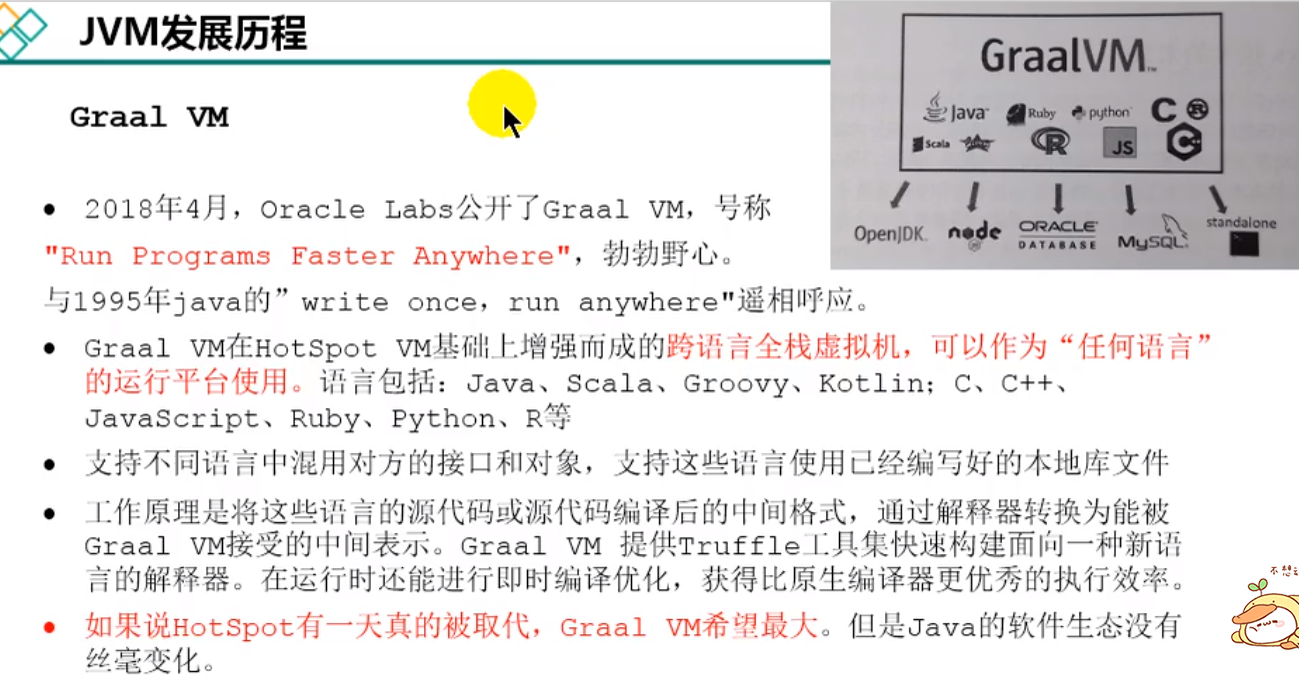 JVM发展历程
GraalVM™
Java
Ruby
python
C
R
Scala
R
JS
C
OpenJDK.
node
JS
ORACLE
DATABASE
MySQL.
standalone
Graal VM
• 2018年4月，Oracle Labs公开了Graal VM，号称
"Run Programs Faster Anywhere"，勃勃野心。
与1995年java的”write once，run anywhere"遥相呼应。
• Graal VM在HotSpot VM基础上增强而成的跨语言全栈虚拟机，可以作为“任何语言”
的运行平台使用。语言包括：Java、Scala、Groovy、Kotlin；C、C++、
JavaScript、Ruby、Python、R等
• 支持不同语言中混用对方的接口和对象，支持这些语言使用已经编写好的本地库文件
• 工作原理是将这些语言的源代码或源代码编译后的中间格式，通过解释器转换为能被
Graal VM接受的中间表示。Graal VM 提供Truffle工具集快速构建面向一种新语
言的解释器。在运行时还能进行即时编译优化，获得比原生编译器更优秀的执行效率。
• 如果说HotSpot有一天真的被取代，Graal VM希望最大。但是Java的软件生态没有
丝毫变化。
不想